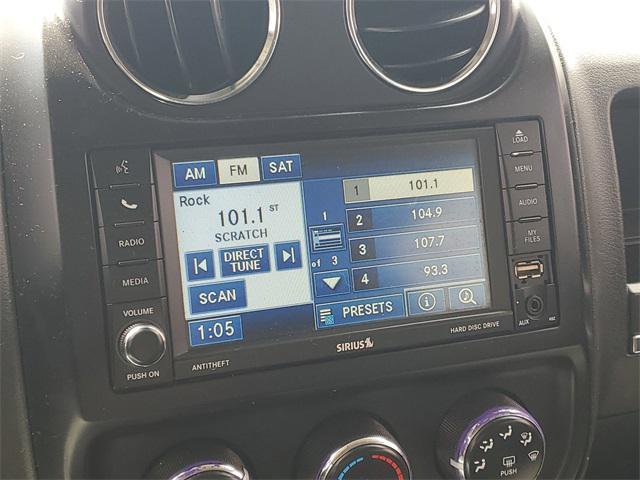 AM FM SAT
Rock
101.1 ST
SCRATCH
DIRECT TUNE
SCAN
1:05
1
of 3
1 101.1
2 104.9
3 107.7
4 93.3
PRESETS
i
RADIO
MEDIA
VOLUME
PUSH ON
ANTITHEFT
SIRIUS
HARD DISC DRIVE
LOAD
MENU
AUDIO
MY FILES
AUX
PUSH